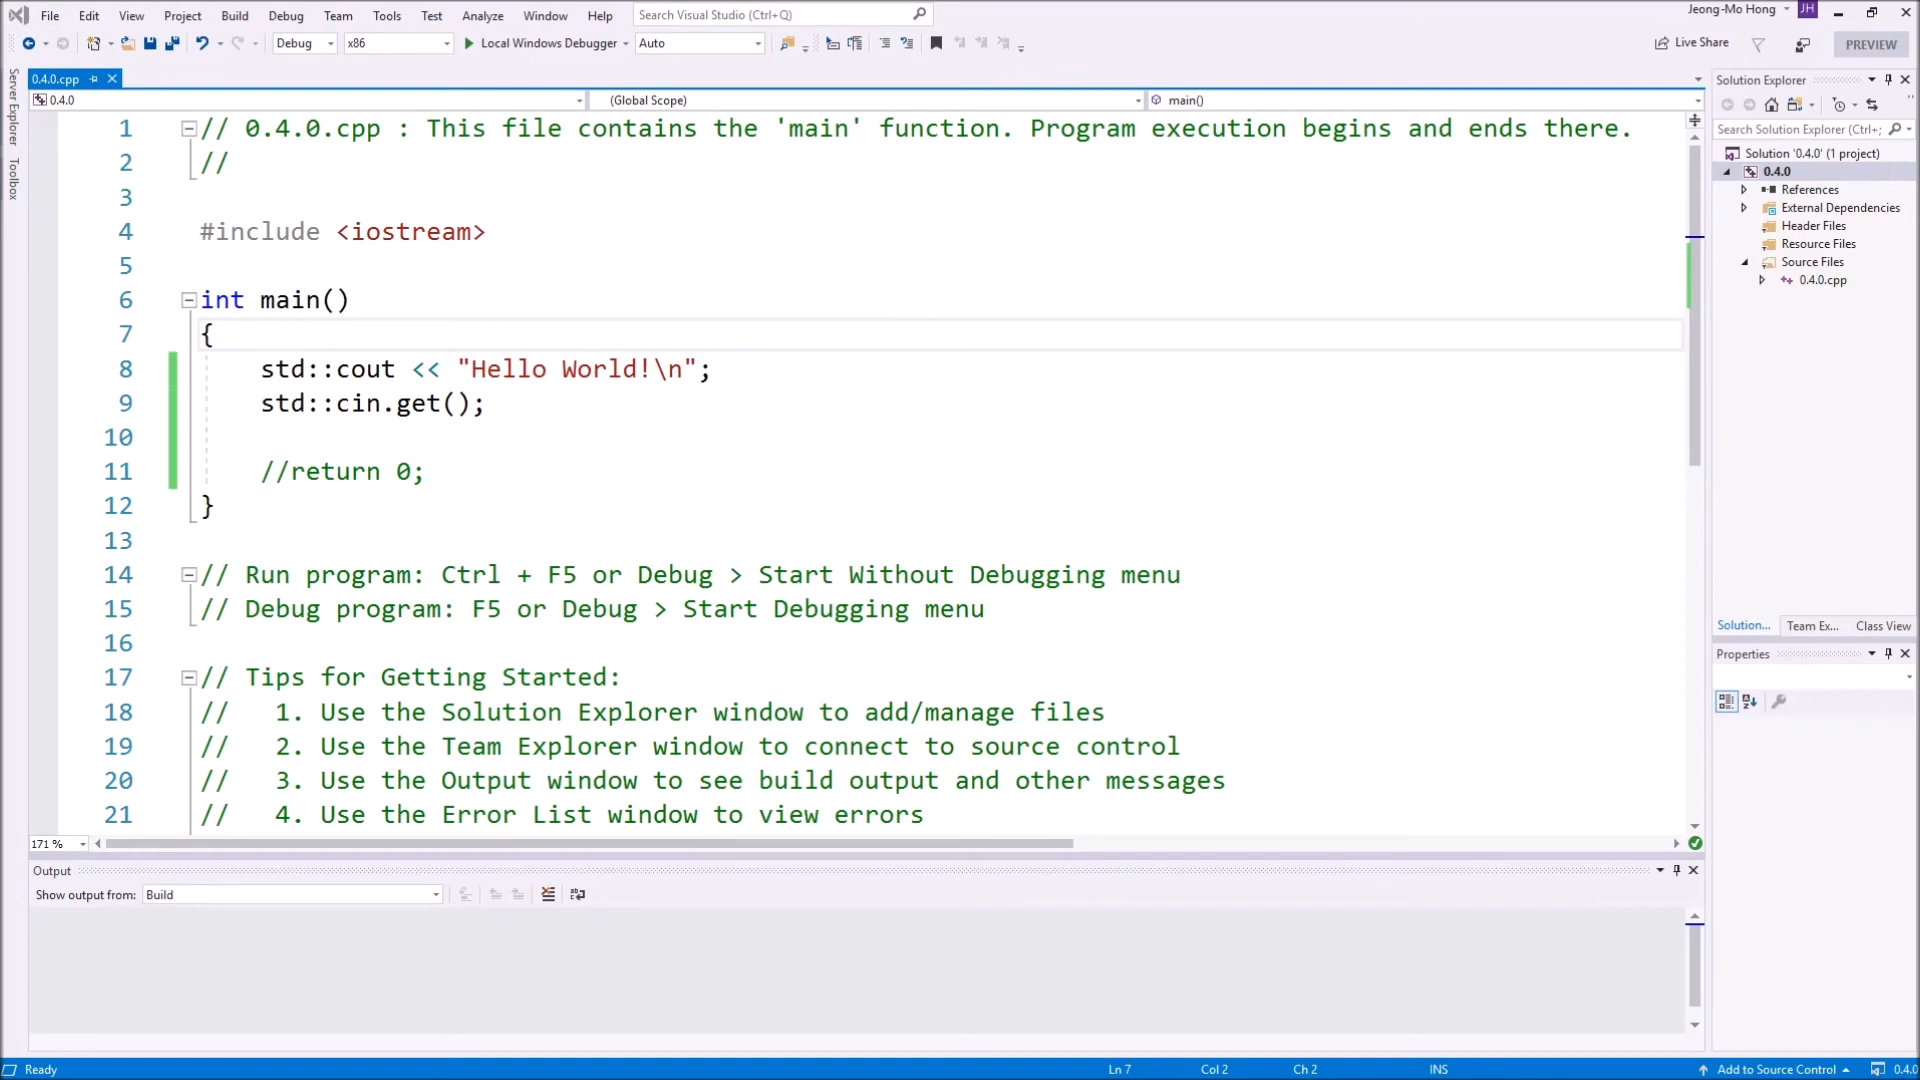 File Edit View Project Build Debug Team Tools Test Analyze Window Help Search Visual Studio (Ctrl+Q) Jeong-Mo Hong JH
Debug x86 Local Windows Debugger Auto Live Share PREVIEW
0.4.0.cpp
0.4.0 (Global Scope) main()
1 // 0.4.0.cpp : This file contains the 'main' function. Program execution begins and ends there.
2 //
3
4 #include <iostream>
5
6 int main()
7 {
8 std::cout << "Hello World!\n";
9 std::cin.get();
10
11 //return 0;
12 }
13
14 // Run program: Ctrl + F5 or Debug > Start Without Debugging menu
15 // Debug program: F5 or Debug > Start Debugging menu
16
17 // Tips for Getting Started:
18 // 1. Use the Solution Explorer window to add/manage files
19 // 2. Use the Team Explorer window to connect to source control
20 // 3. Use the Output window to see build output and other messages
21 // 4. Use the Error List window to view errors
171 %
Server Explorer
Toolbox
Output
Show output from: Build
Solution Explorer
Search Solution Explorer (Ctrl+;
Solution '0.4.0' (1 project)
0.4.0
References
External Dependencies
Header Files
Resource Files
Source Files
0.4.0.cpp
Solution... Team Ex... Class View
Properties
Ready Ln 7 Col 2 Ch 2 INS Add to Source Control 0.4.0